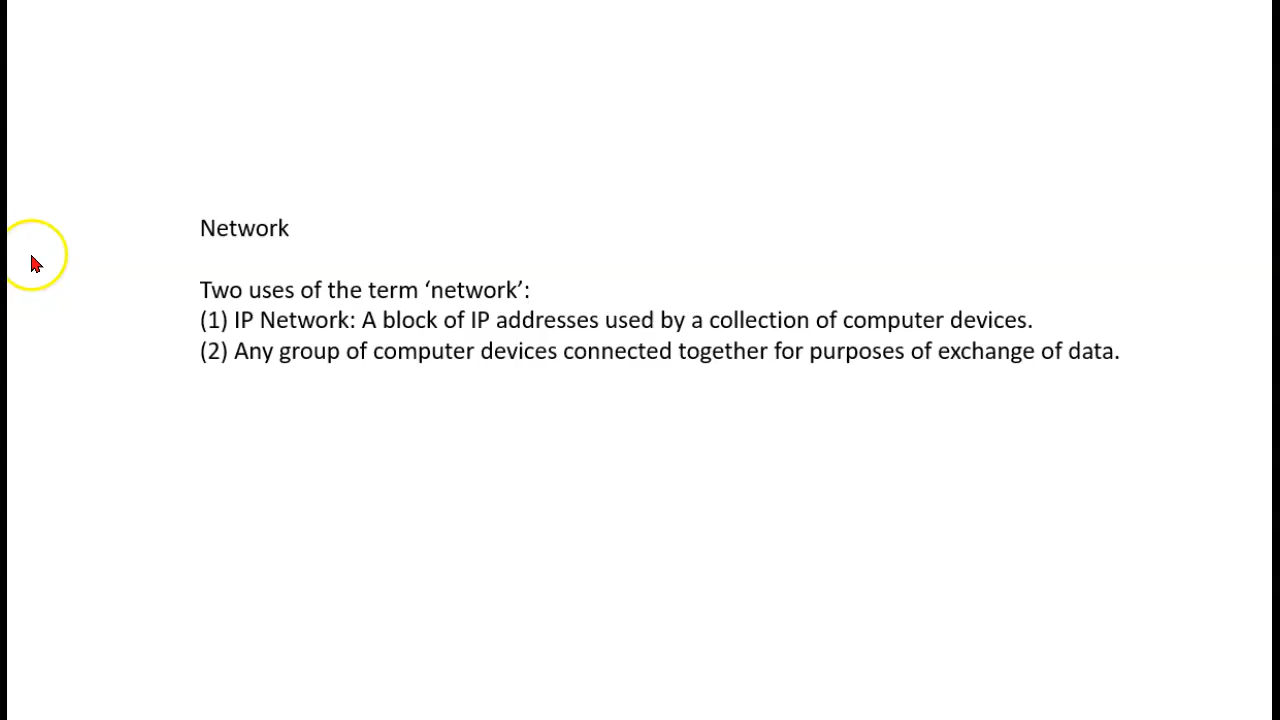 Network
Two uses of the term ‘network’:
(1) IP Network: A block of IP addresses used by a collection of computer devices.
(2) Any group of computer devices connected together for purposes of exchange of data.